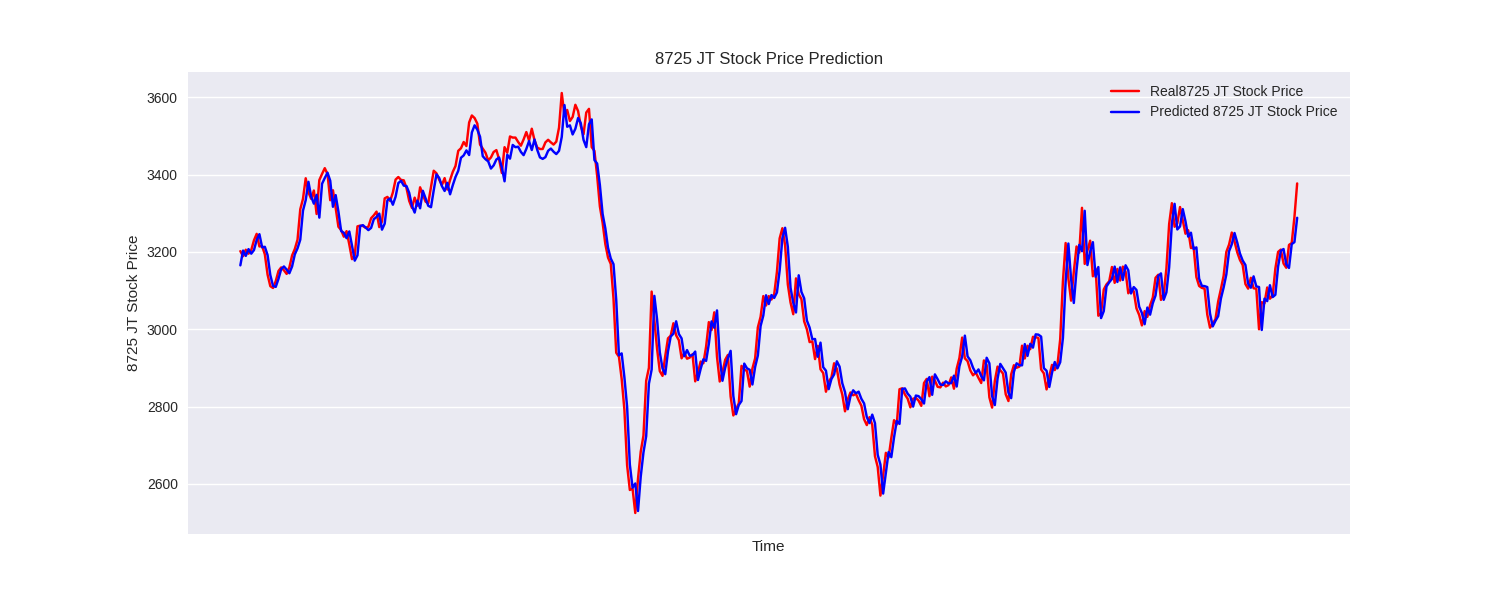 8725 JT Stock Price Prediction
Real8725 JT Stock Price
Predicted 8725 JT Stock Price
3600
3400
3200
3000
2800
2600
8725 JT Stock Price
Time